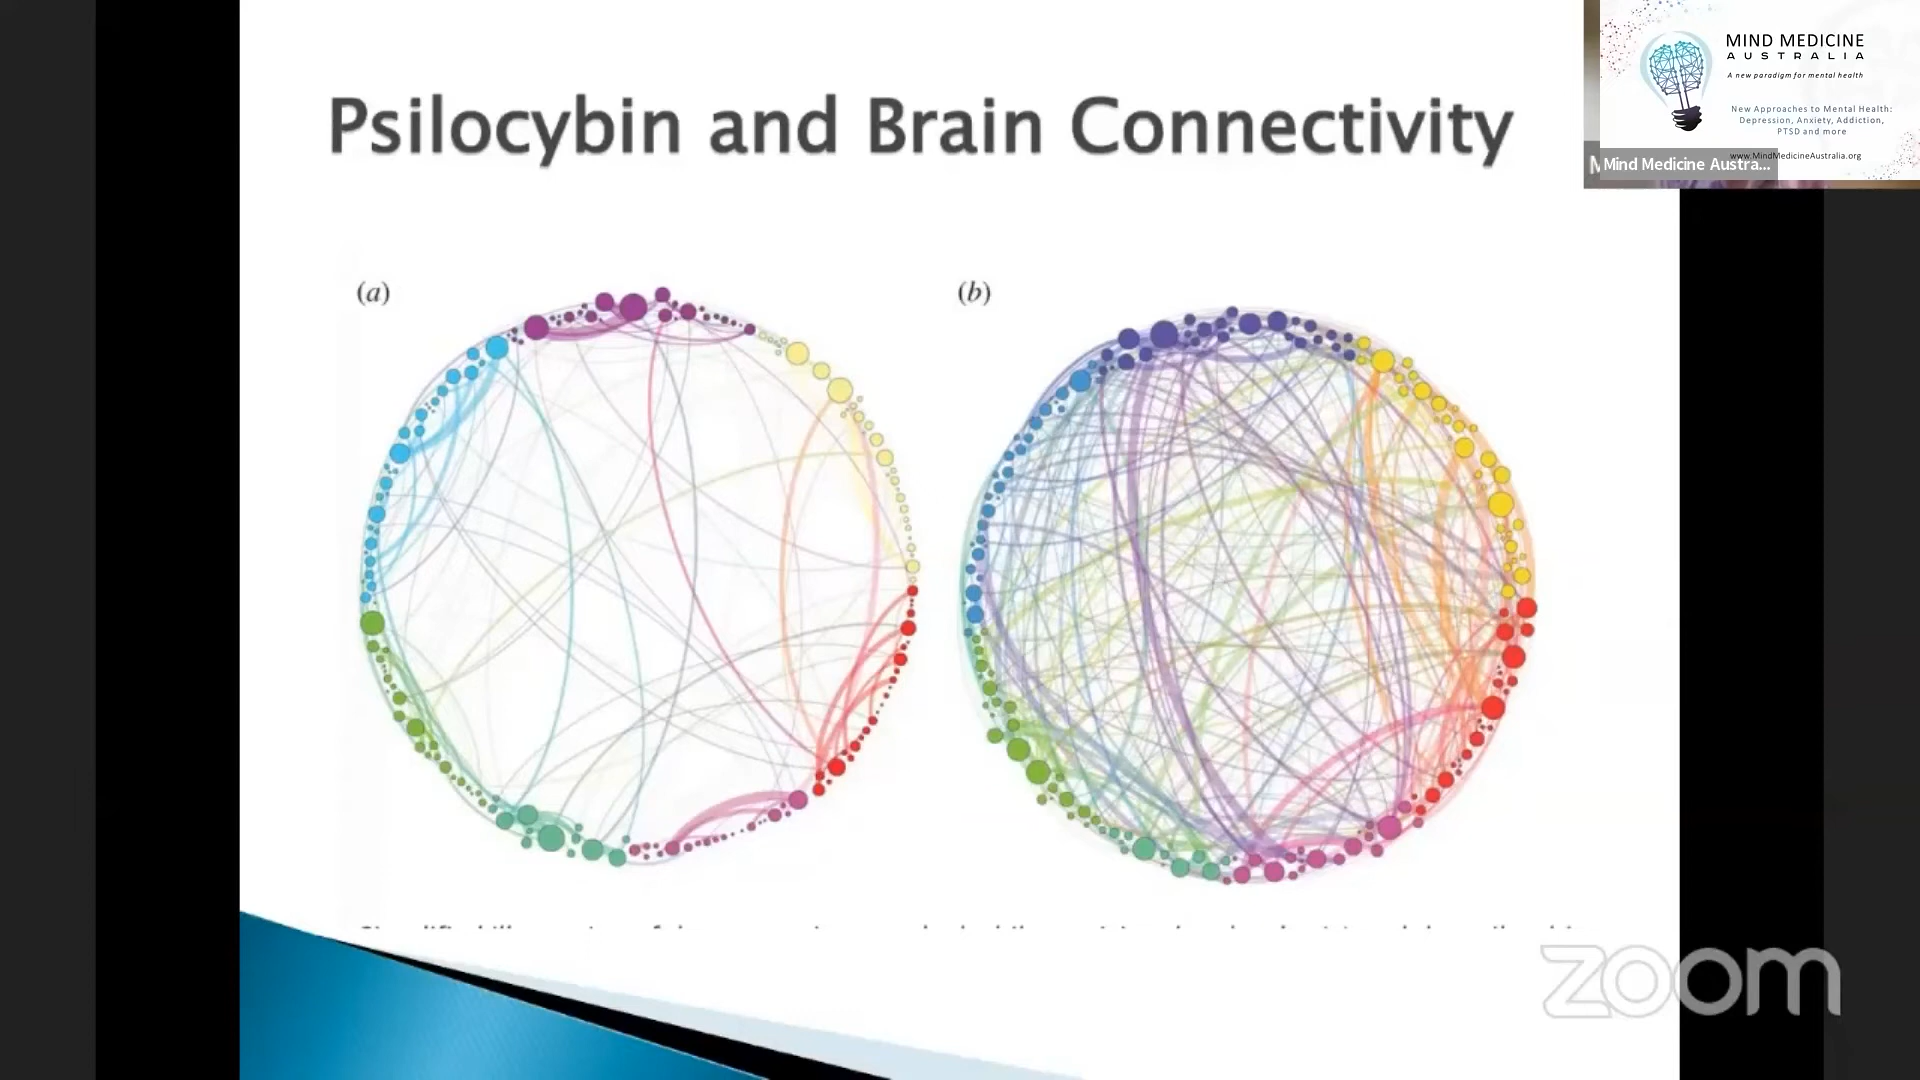 Psilocybin and Brain Connectivity
(a)
(b)
MIND MEDICINE
AUSTRALIA
A new paradigm for mental health
New Approaches to Mental Health:
Depression, Anxiety, Addiction,
PTSD and more
www.MindMedicineAustralia.org
Mind Medicine Austra...
zoom